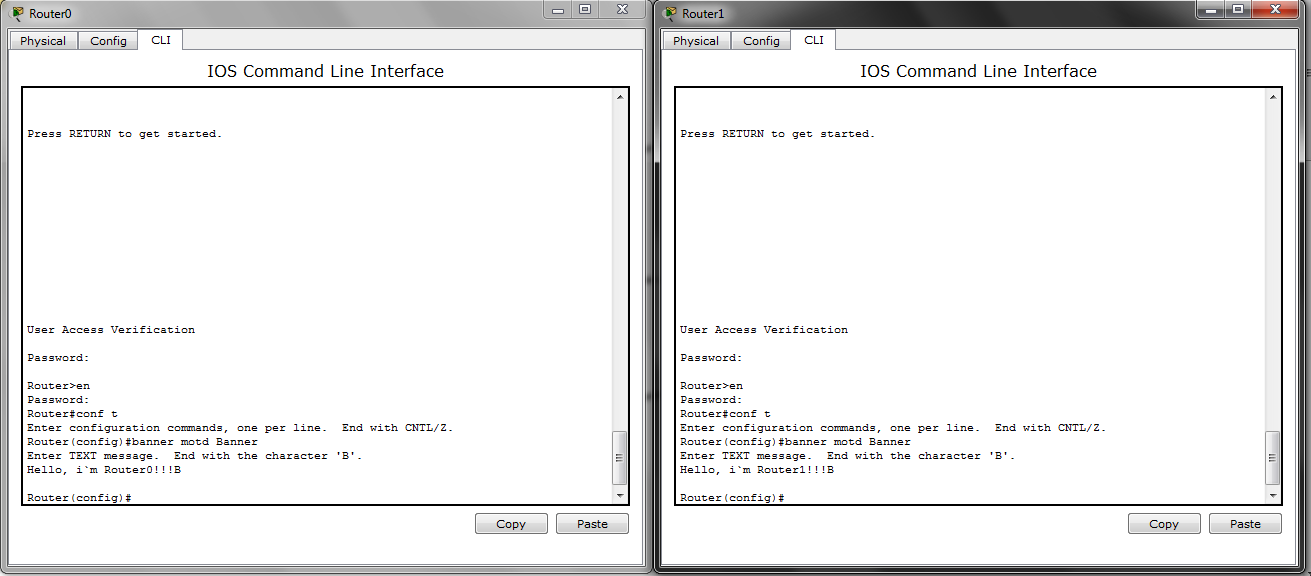 Router0
Physical Config CLI
IOS Command Line Interface
Press RETURN to get started.
User Access Verification
Password:
Router>en
Password:
Router#conf t
Enter configuration commands, one per line.  End with CNTL/Z.
Router(config)#banner motd Banner
Enter TEXT message.  End with the character 'B'.
Hello, i`m Router0!!!B
Router(config)#
Copy Paste
Router1
Physical Config CLI
IOS Command Line Interface
Press RETURN to get started.
User Access Verification
Password:
Router>en
Password:
Router#conf t
Enter configuration commands, one per line.  End with CNTL/Z.
Router(config)#banner motd Banner
Enter TEXT message.  End with the character 'B'.
Hello, i`m Router1!!!B
Router(config)#
Copy Paste